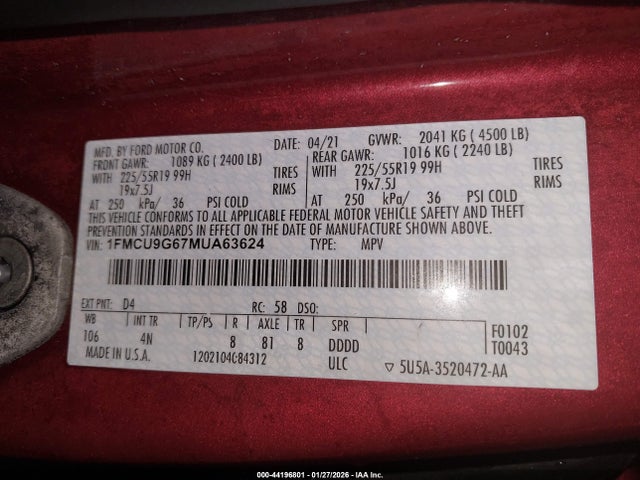 MFD. BY FORD MOTOR CO.
DATE: 04/21 GVWR: 2041 KG ( 4500 LB)
FRONT GAWR: 1089 KG ( 2400 LB) REAR GAWR: 1016 KG ( 2240 LB)
WITH 225/55R19 99H TIRES WITH 225/55R19 99H TIRES
19x7.5J RIMS 19x7.5J RIMS
AT 250 kPa/ 36 PSI COLD AT 250 kPa/ 36 PSI COLD
THIS VEHICLE CONFORMS TO ALL APPLICABLE FEDERAL MOTOR VEHICLE SAFETY AND THEFT
PREVENTION STANDARDS IN EFFECT ON THE DATE OF MANUFACTURE SHOWN ABOVE.
VIN: 1FMCU9G67MUA63624 TYPE: MPV
EXT PNT: D4 RC: 58 DSO:
WB INT TR TP/PS R AXLE TR SPR
106 4N 8 81 8 DDDD
F0102
T0043
MADE IN U.S.A. 1202104084312 ULC ▽ 5U5A-3520472-AA
000-44196801 - 01/27/2026 - IAA Inc.